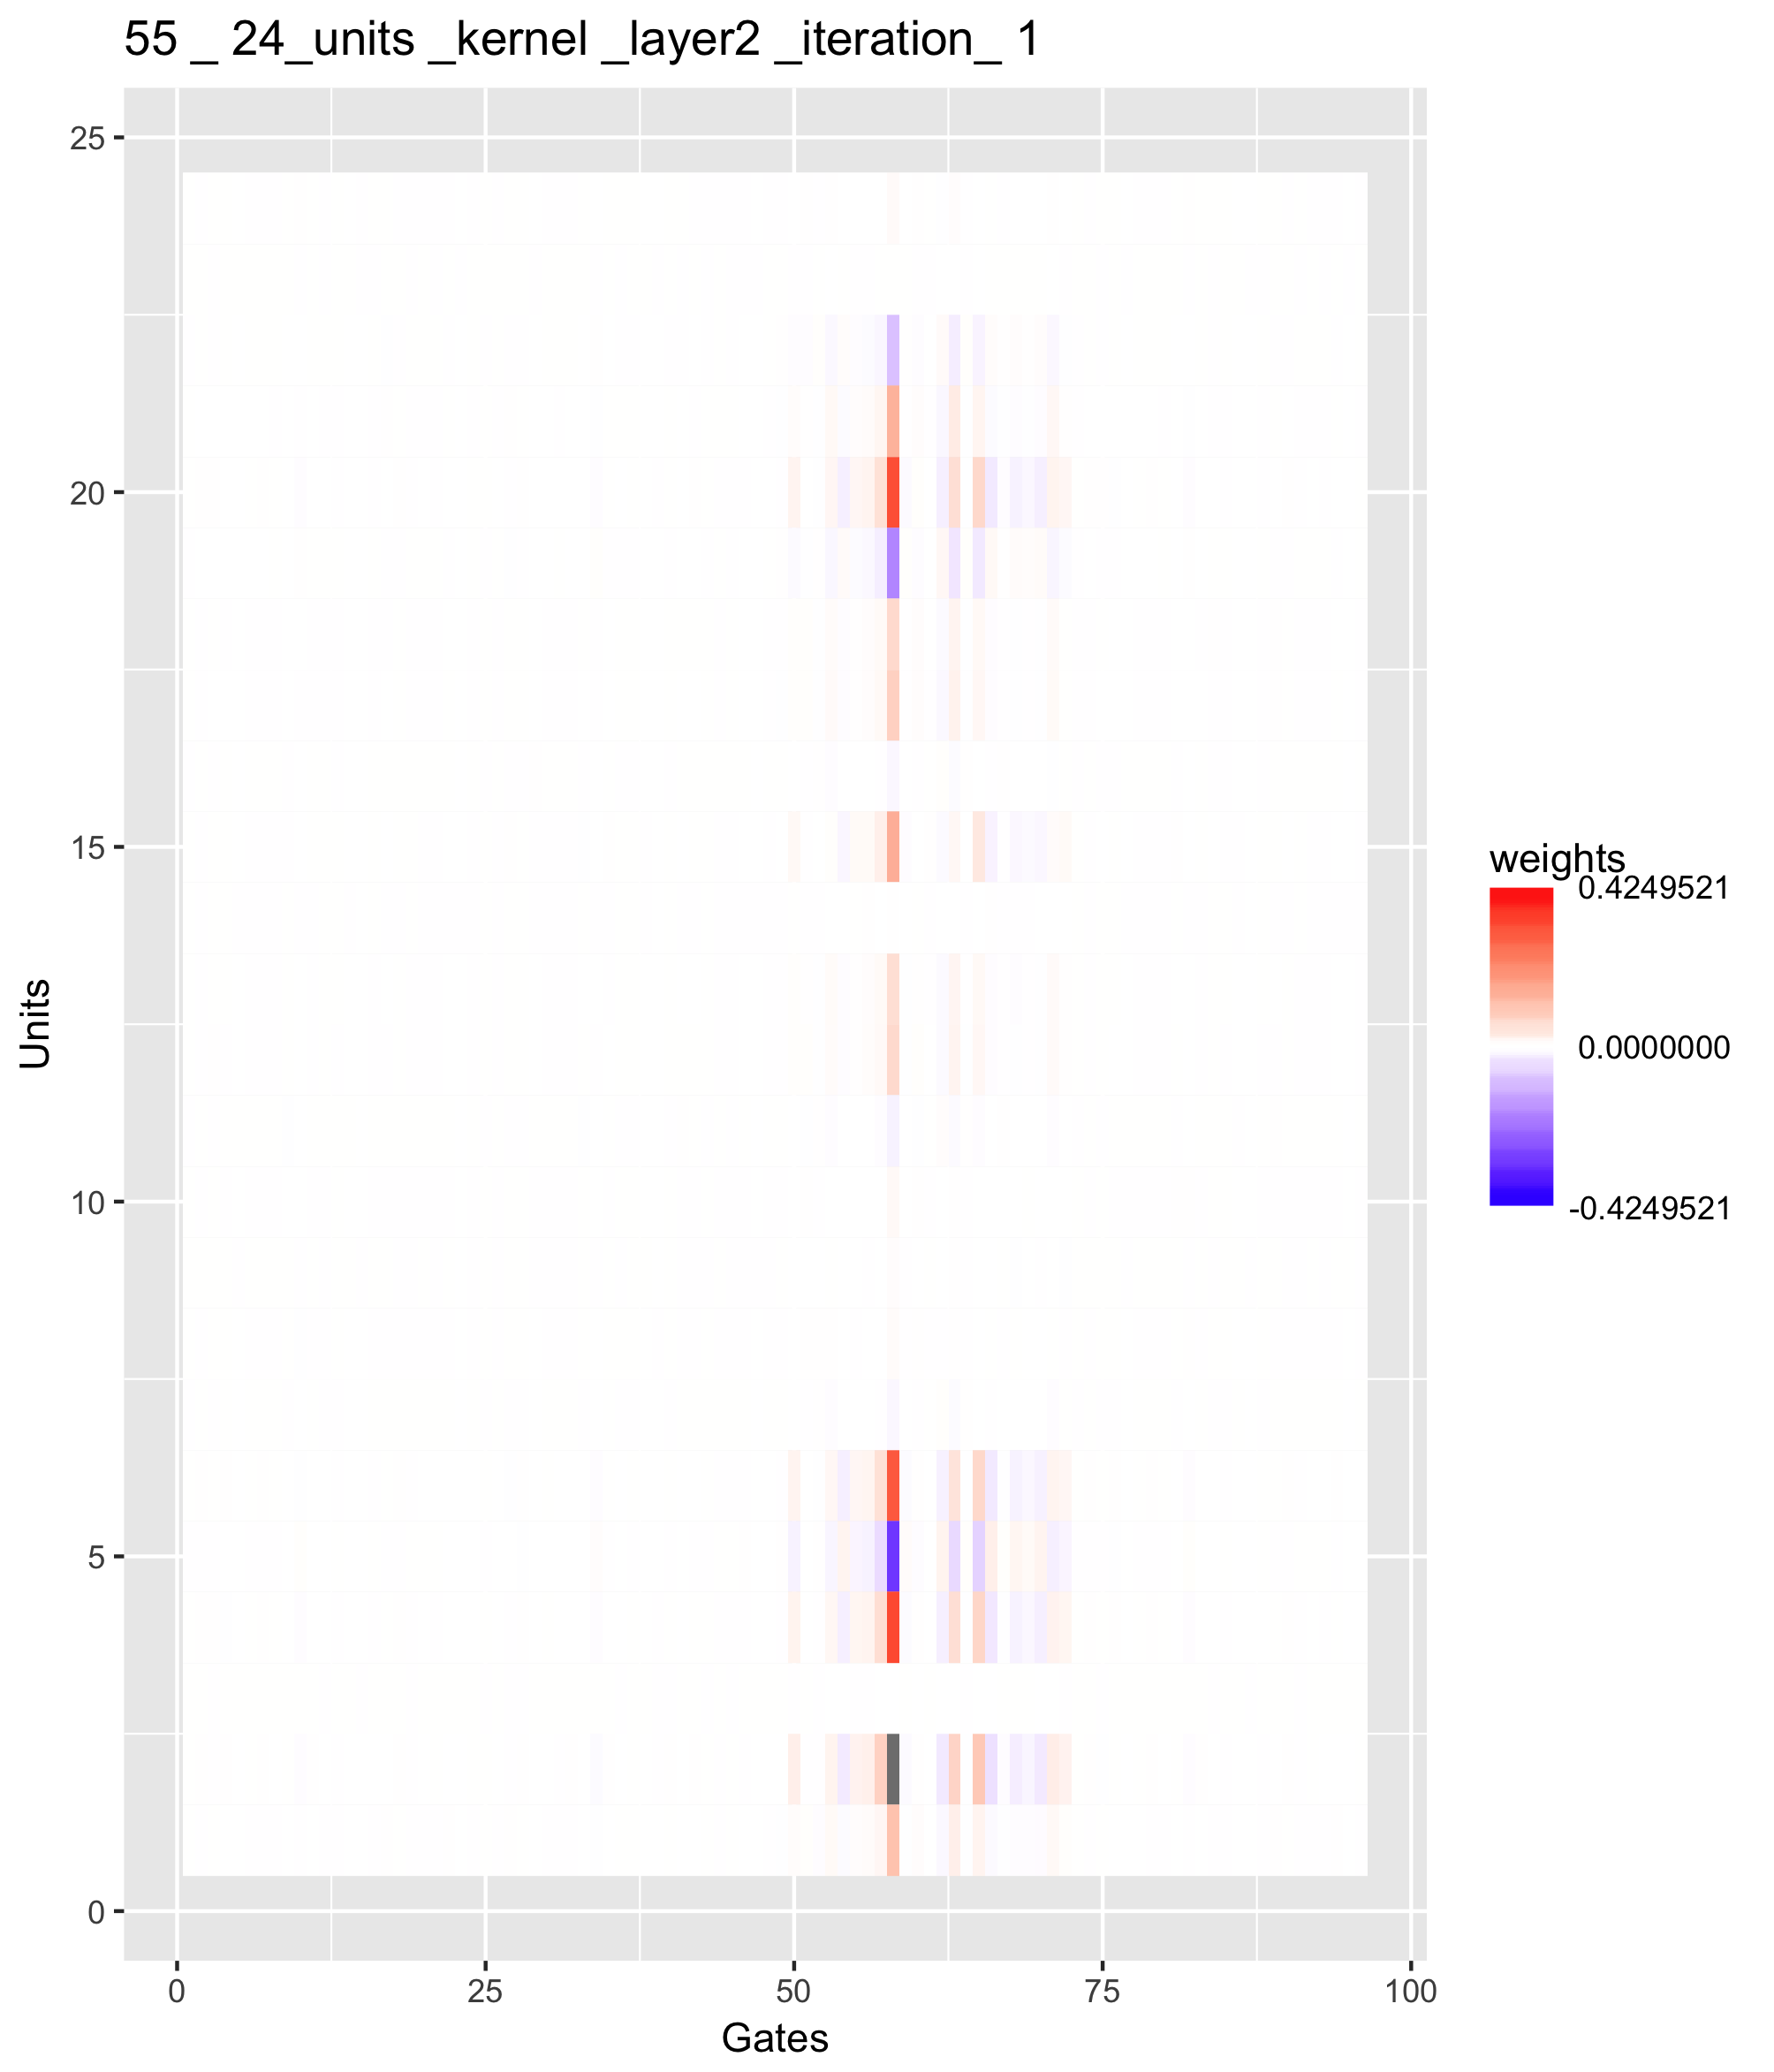 55 _ 24_units _kernel _layer2 _iteration_ 1
25
20
15
10
5
0
Units
0 25 50 75 100
Gates
weights
0.4249521
0.0000000
-0.4249521